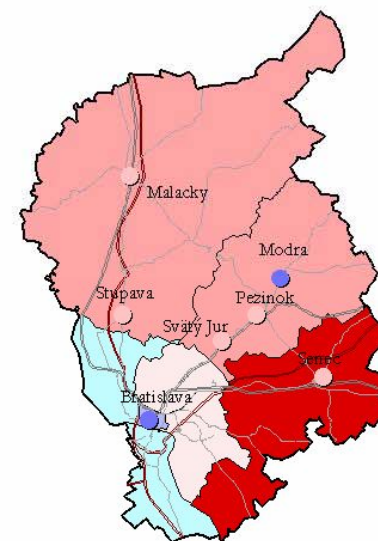 Malacky
Modra
Stupava
Pezinok
Svätý Jur
Senec
Bratislava